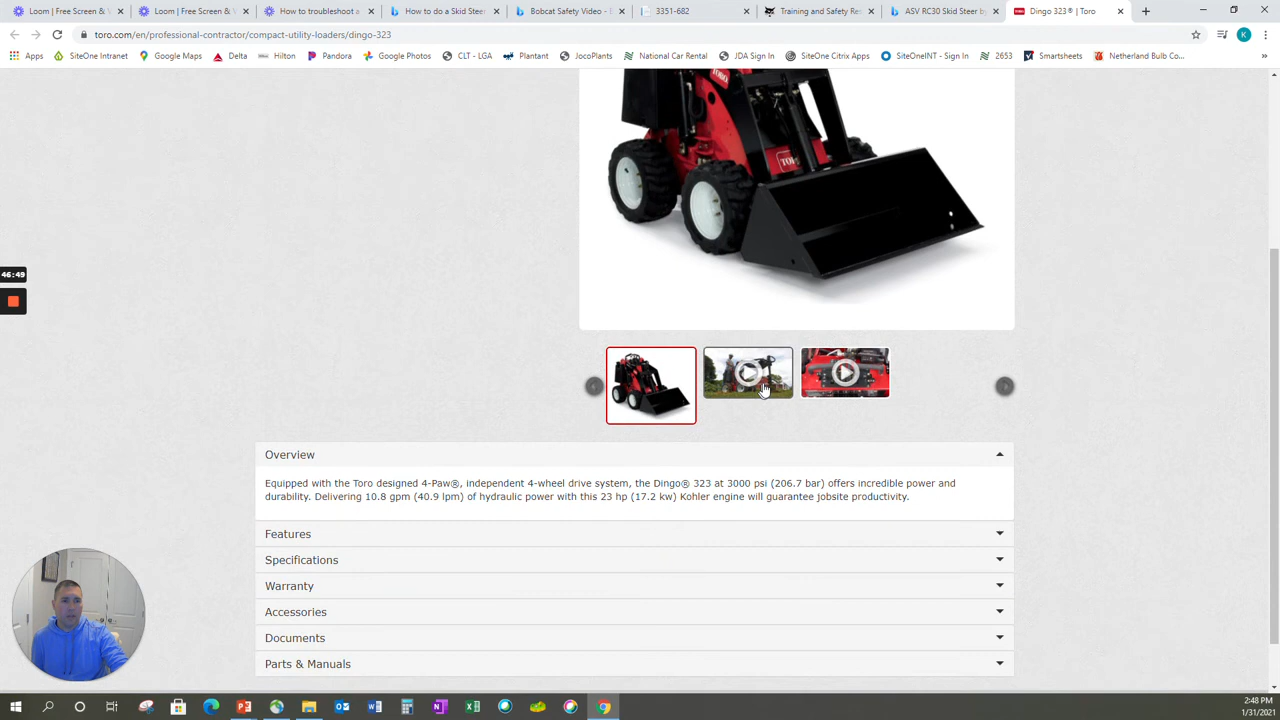 Loom | Free Screen & V
Loom | Free Screen & V
How to troubleshoot a
How to do a Skid Steer
Bobcat Safety Video - B
3351-682
Training and Safety Res
ASV RC30 Skid Steer by
Dingo 323® | Toro
toro.com/en/professional-contractor/compact-utility-loaders/dingo-323
K
Apps
SiteOne Intranet
Google Maps
Delta
Hilton
Pandora
Google Photos
CLT - LGA
Plantant
JocoPlants
National Car Rental
JDA Sign In
SiteOne Citrix Apps
SiteOneINT - Sign In
2653
Smartsheets
Netherland Bulb Co...
»
TORO
TORO
46:49
Overview
Equipped with the Toro designed 4-Paw®, independent 4-wheel drive system, the Dingo® 323 at 3000 psi (206.7 bar) offers incredible power and
durability. Delivering 10.8 gpm (40.9 lpm) of hydraulic power with this 23 hp (17.2 kw) Kohler engine will guarantee jobsite productivity.
Features
Specifications
Warranty
Accessories
Documents
Parts & Manuals
2:48 PM
1/31/2021